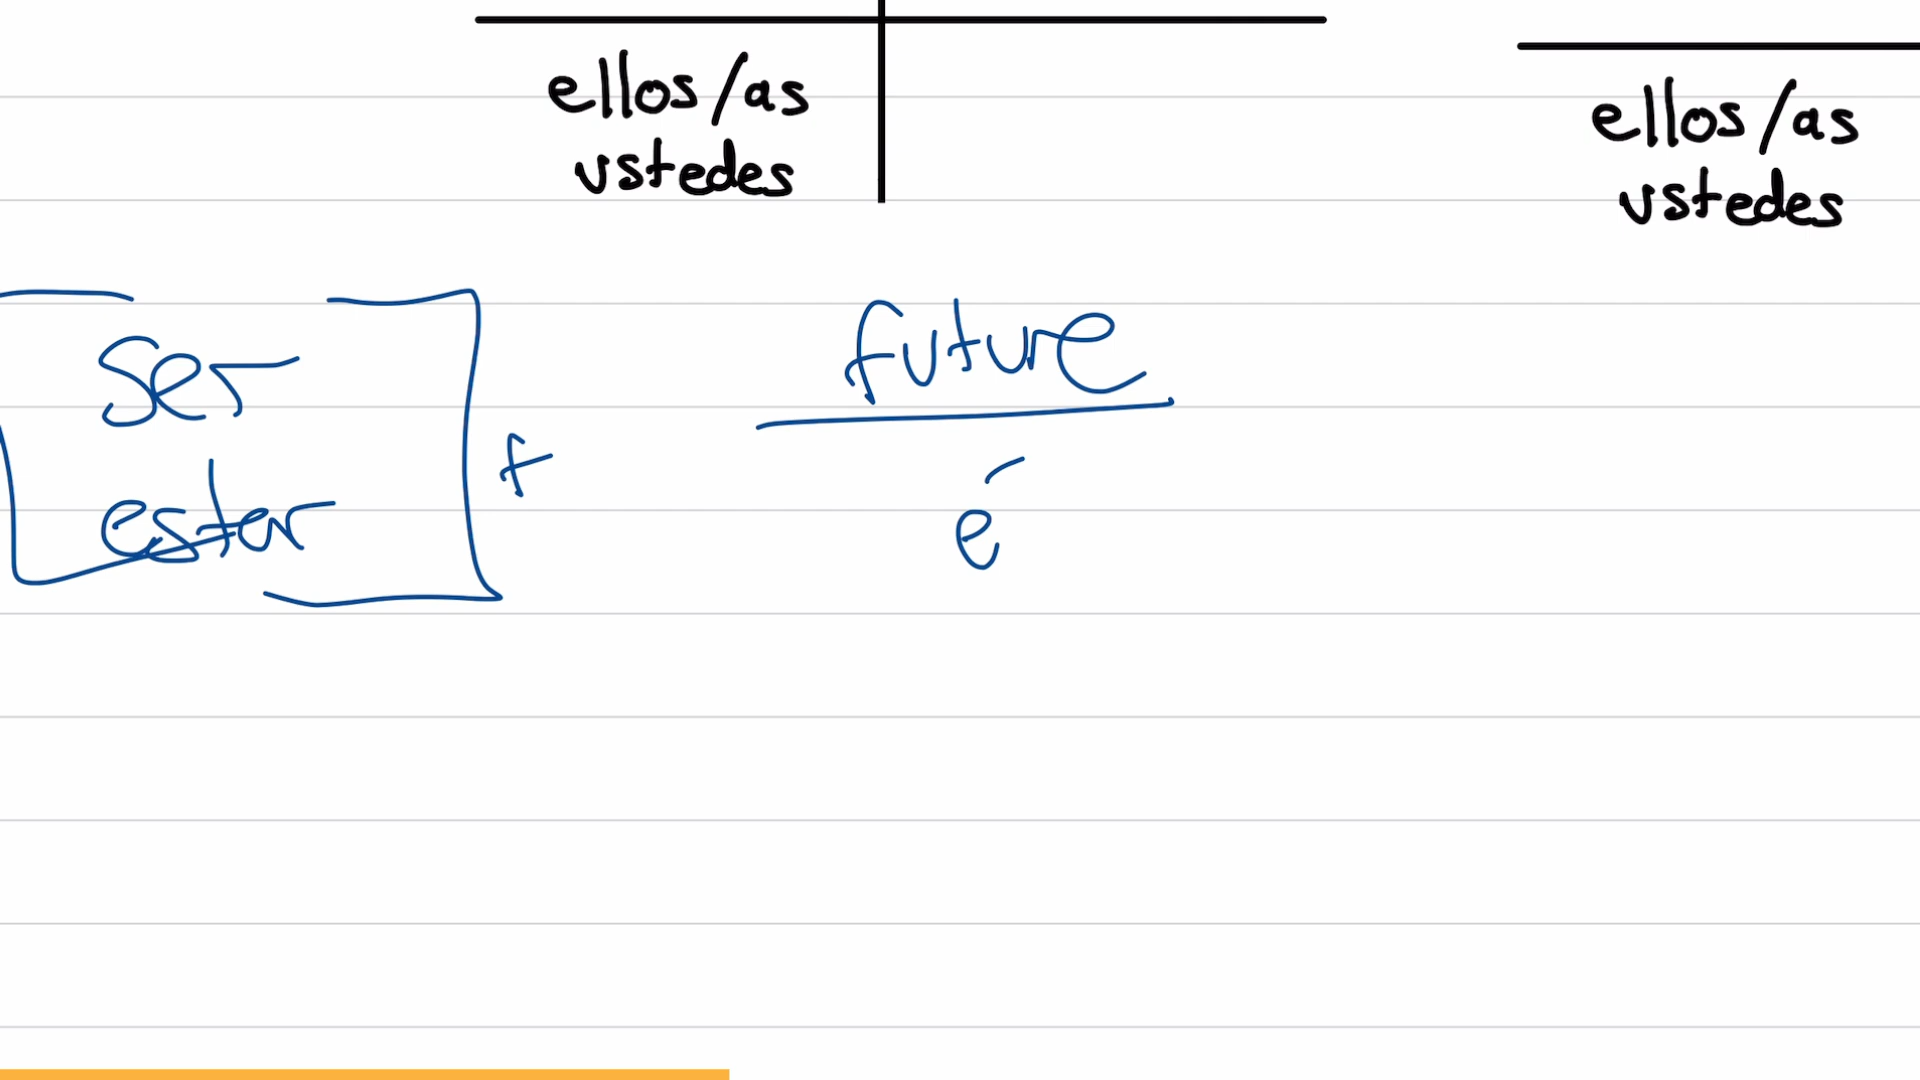 ellos/as
ustedes
ellos/as
ustedes
ser
estar
+
future
é